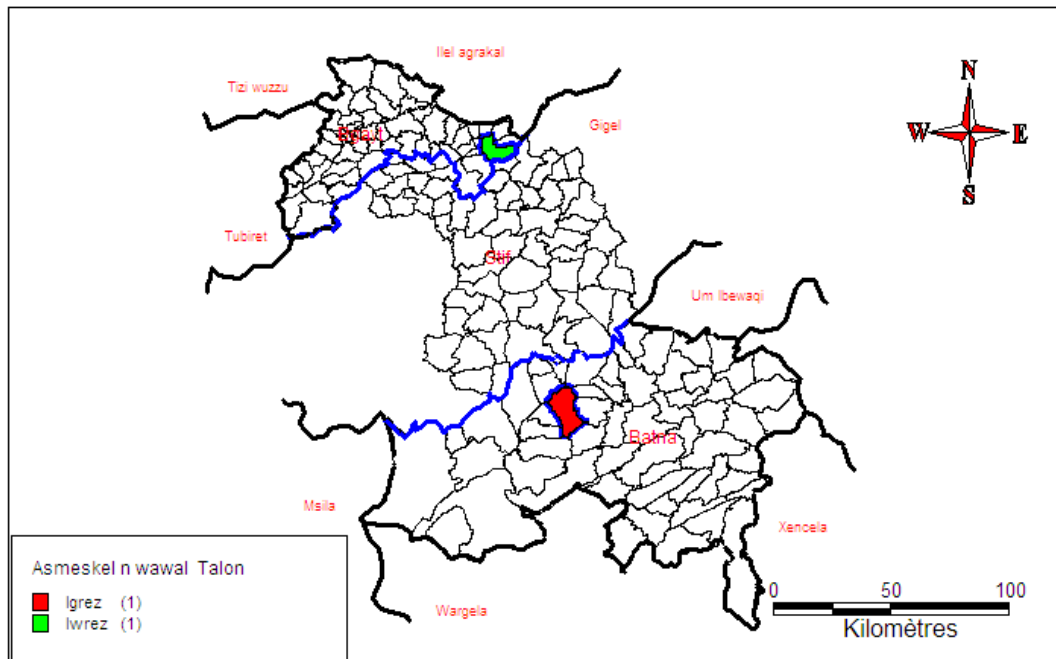 Ilel agrakal
Tizi wuzzu
N
Gigel
Bgayt
W E
S
Tubiret
Stif
Um lbewaqi
Batna
Msila
Xencela
Asmeskel n wawal Talon
Igrez (1)
Iwrez (1)
Wargela
0 50 100
Kilomètres